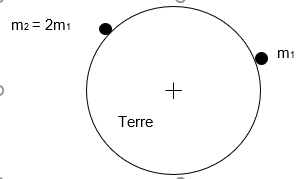 m₂ = 2m₁
m₁
Terre